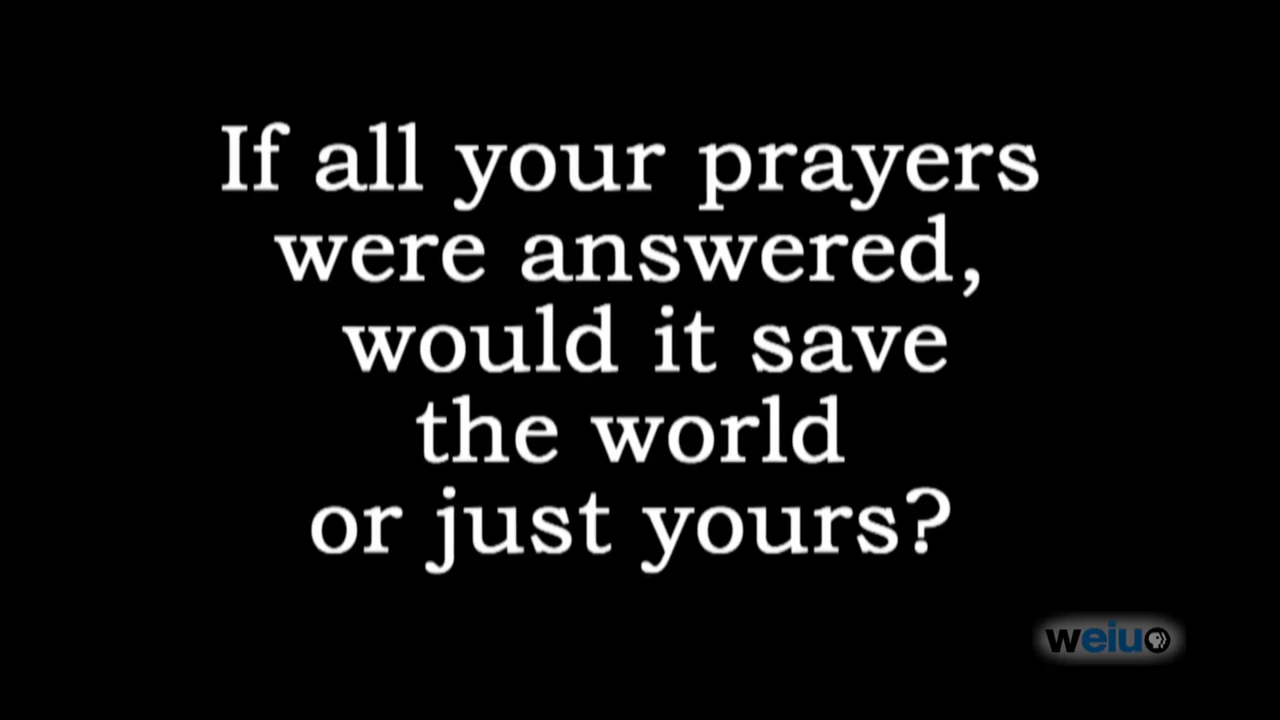 If all your prayers
were answered,
would it save
the world
or just yours?
weiu